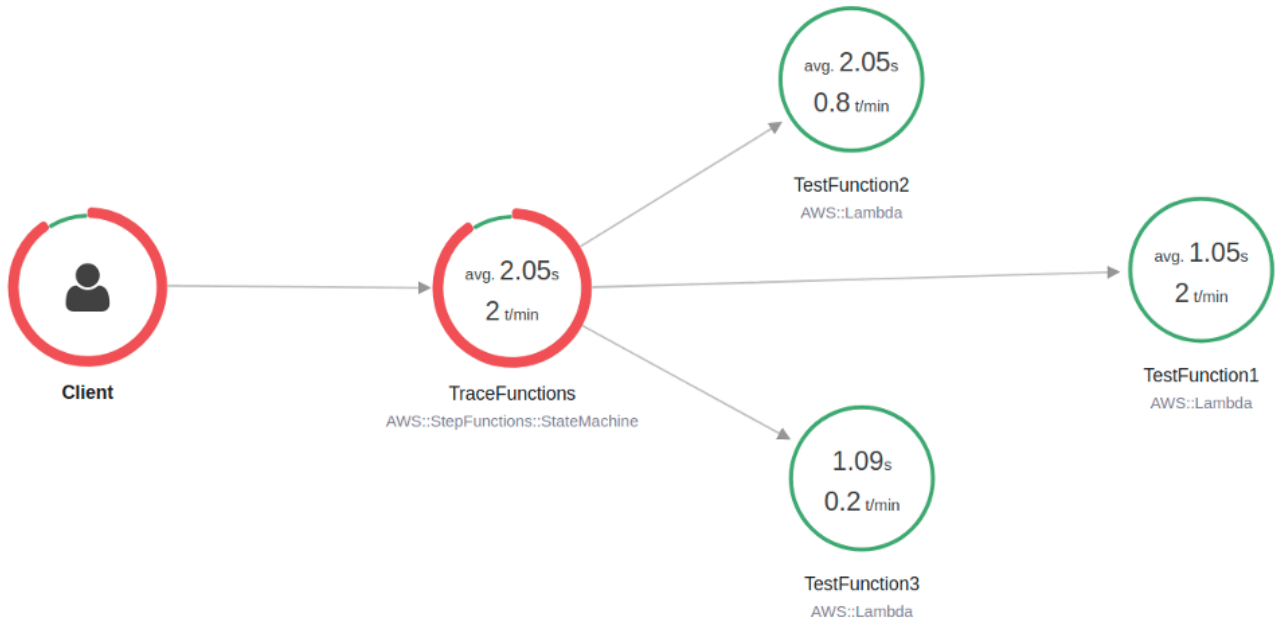 avg. 2.05s
0.8 t/min
TestFunction2
AWS::Lambda
Client
avg. 2.05s
2 t/min
TraceFunctions
AWS::StepFunctions::StateMachine
avg. 1.05s
2 t/min
TestFunction1
AWS::Lambda
1.09s
0.2 t/min
TestFunction3
AWS::Lambda